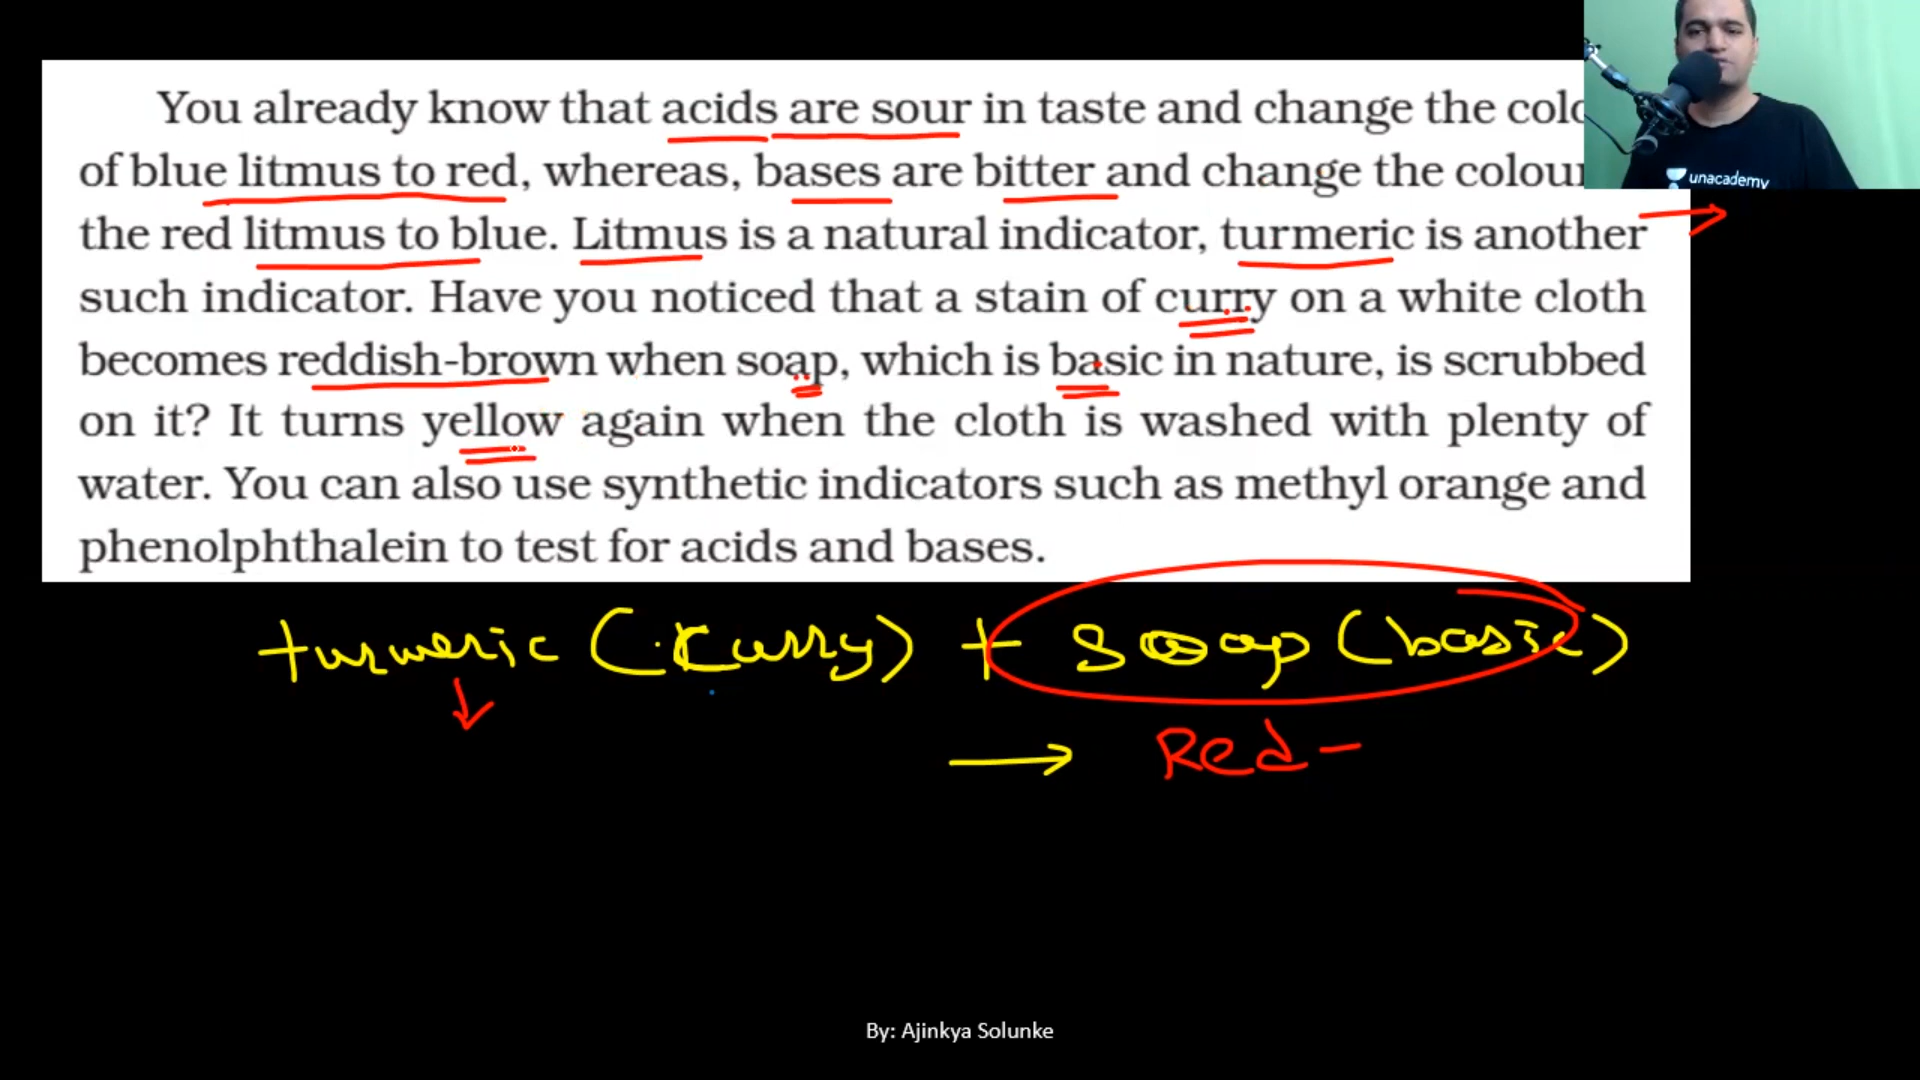 You already know that acids are sour in taste and change the colo
of blue litmus to red, whereas, bases are bitter and change the colour
the red litmus to blue. Litmus is a natural indicator, turmeric is another
such indicator. Have you noticed that a stain of curry on a white cloth
becomes reddish-brown when soap, which is basic in nature, is scrubbed
on it? It turns yellow again when the cloth is washed with plenty of
water. You can also use synthetic indicators such as methyl orange and
phenolphthalein to test for acids and bases.
unacademy
turmeric (curry) + soap (basic)
→ Red -
By: Ajinkya Solunke